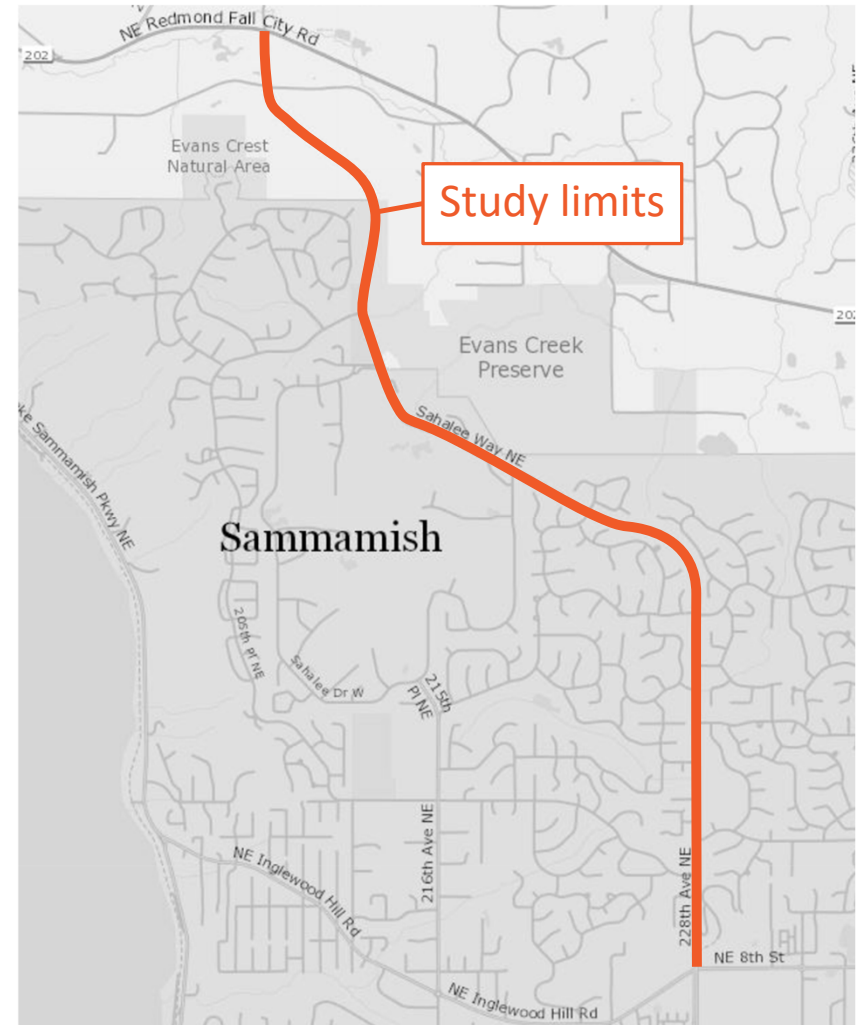 NE Redmond Fall City Rd
202
Evans Crest
Natural Area
Study limits
202
Evans Creek
Preserve
Sahalee Way NE
ke Sammamish Pkwy NE
Sammamish
205th Pl NE
Sahalee Dr W
215th
Pl NE
216th Ave NE
NE Inglewood Hill Rd
228th Ave NE
NE 8th St
NE Inglewood Hill Rd